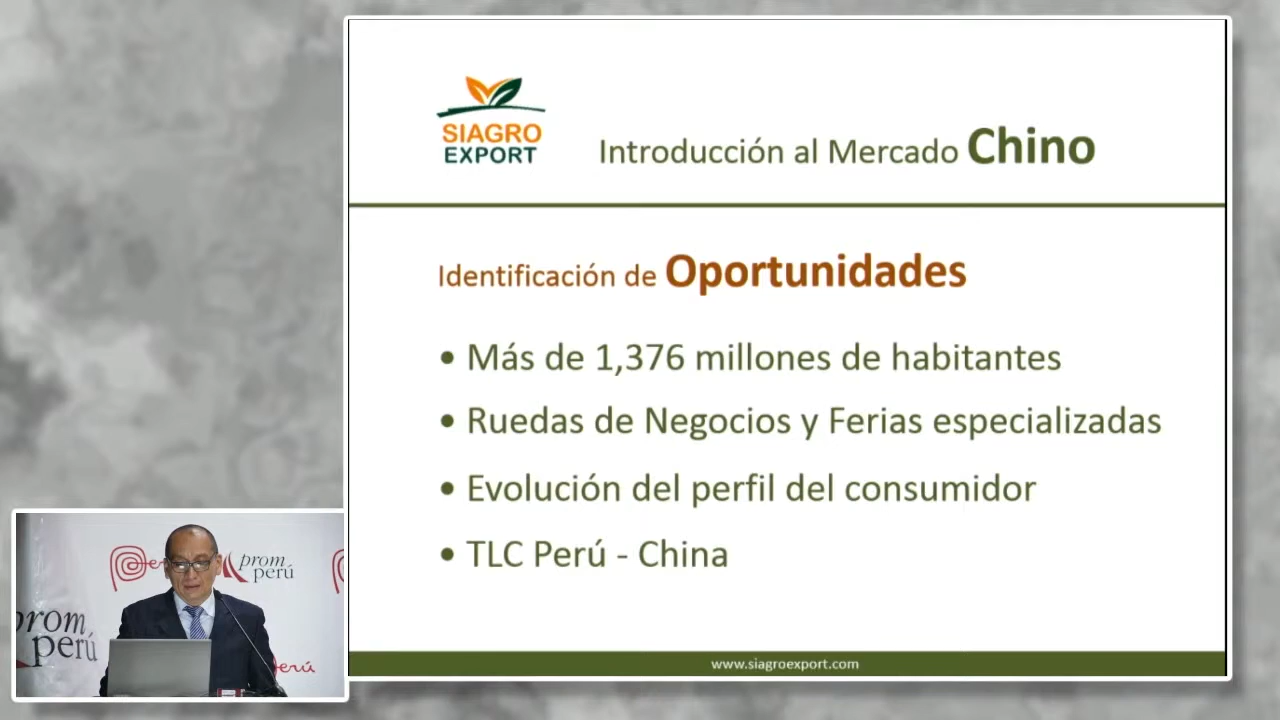 SIAGRO
EXPORT
Introducción al Mercado Chino
Identificación de Oportunidades
• Más de 1,376 millones de habitantes
• Ruedas de Negocios y Ferias especializadas
• Evolución del perfil del consumidor
• TLC Perú - China
www.siagroexport.com
prom
perú
prom
perú